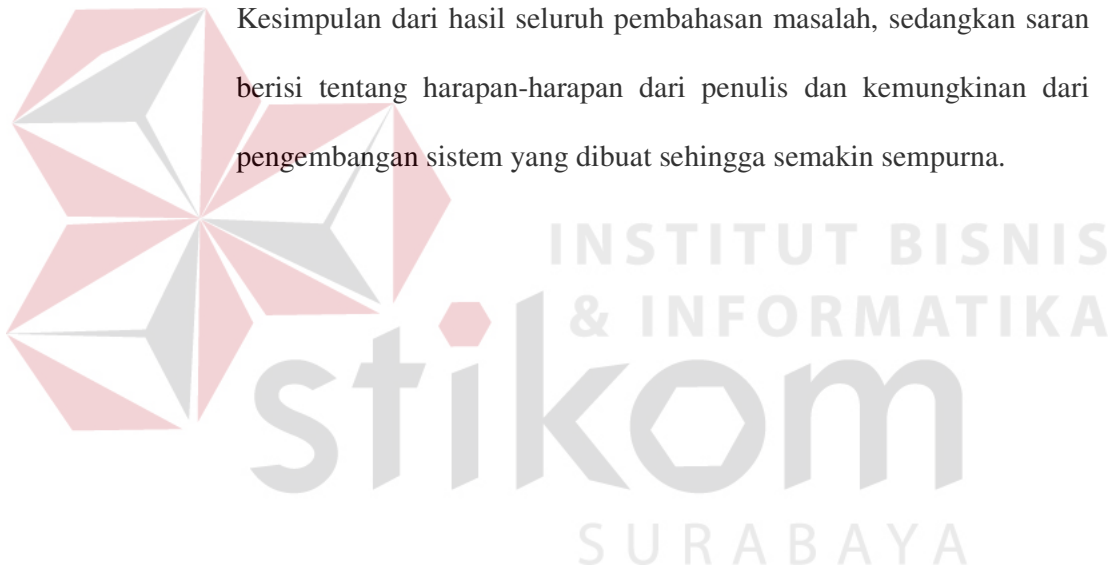 Kesimpulan dari hasil seluruh pembahasan masalah, sedangkan saran
berisi tentang harapan-harapan dari penulis dan kemungkinan dari
pengembangan sistem yang dibuat sehingga semakin sempurna.
INSTITUT BISNIS
& INFORMATIKA
stikom
SURABAYA